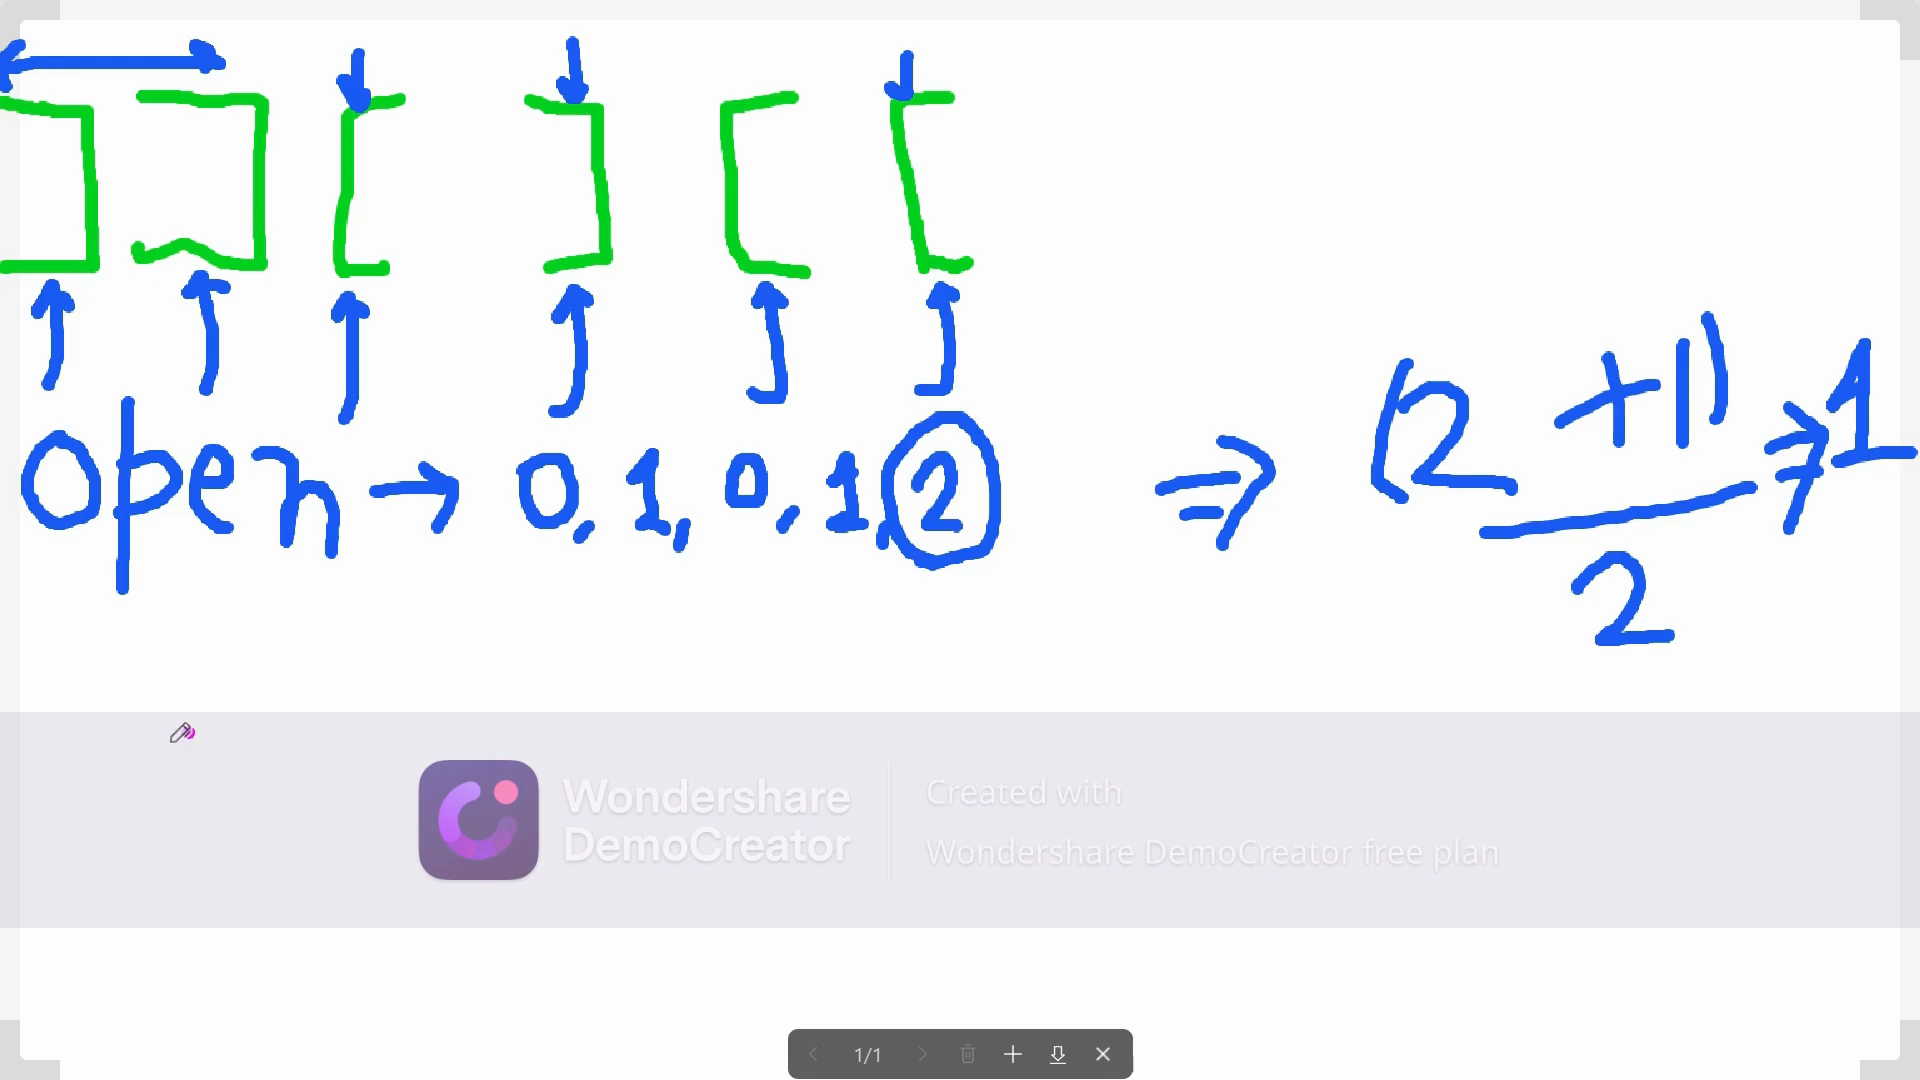 ] ] [ ] [ [
open → 0, 1, 0, 1, 2 ⇒ (2 +1) ⇒ 1
2
Wondershare
DemoCreator
Created with
Wondershare DemoCreator free plan
1/1